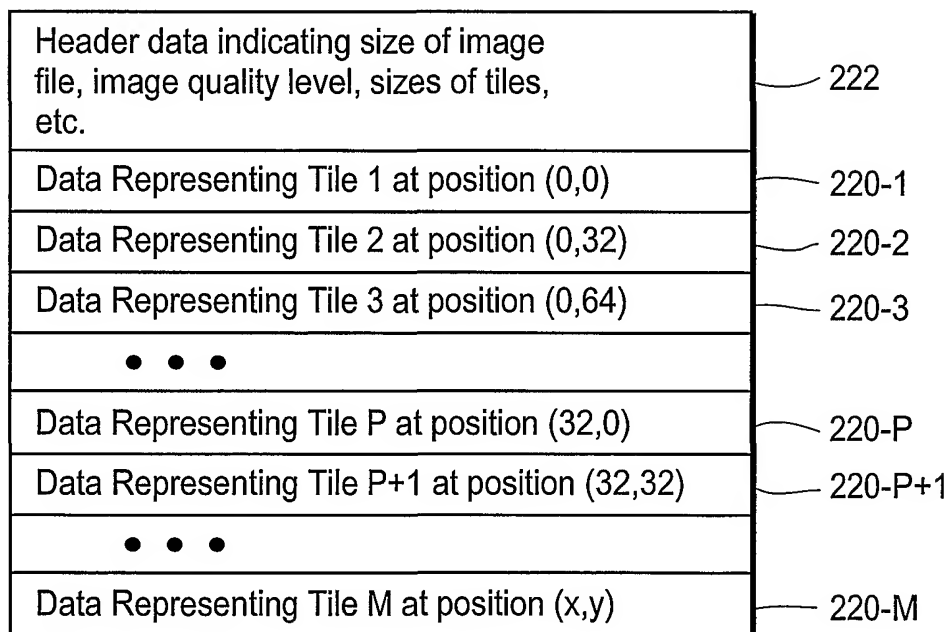 Header data indicating size of image
file, image quality level, sizes of tiles,
etc.
222
Data Representing Tile 1 at position (0,0)
220-1
Data Representing Tile 2 at position (0,32)
220-2
Data Representing Tile 3 at position (0,64)
220-3
• • •
Data Representing Tile P at position (32,0)
220-P
Data Representing Tile P+1 at position (32,32)
220-P+1
• • •
Data Representing Tile M at position (x,y)
220-M